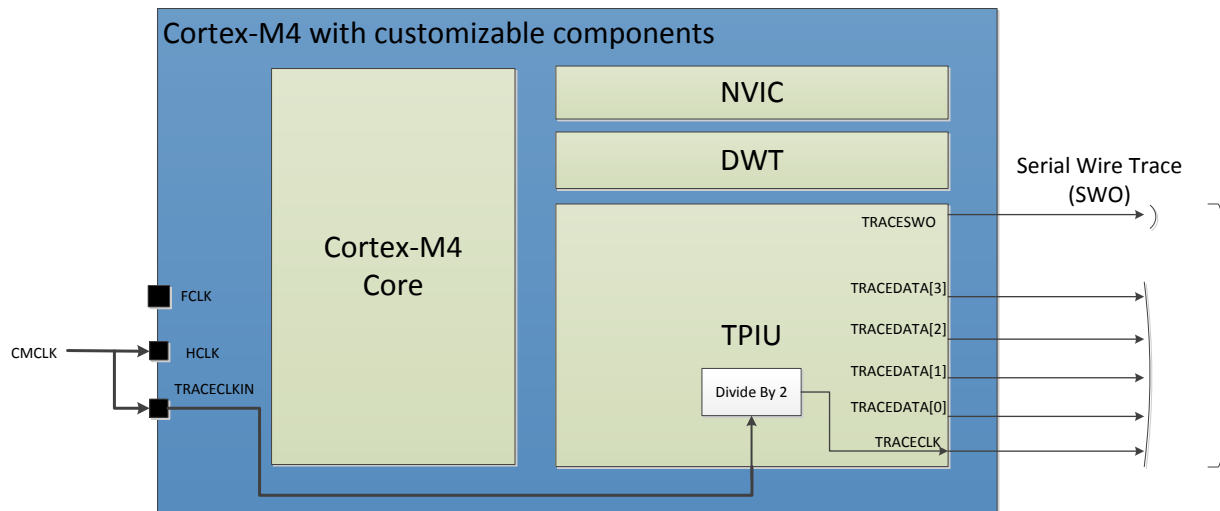 Cortex-M4 with customizable components
NVIC
DWT
Serial Wire Trace
(SWO)
TRACESWO
Cortex-M4
Core
FCLK
TRACEDATA[3]
TRACEDATA[2]
TPIU
CMCLK
HCLK
TRACEDATA[1]
TRACECLKIN
Divide By 2
TRACEDATA[0]
TRACECLK